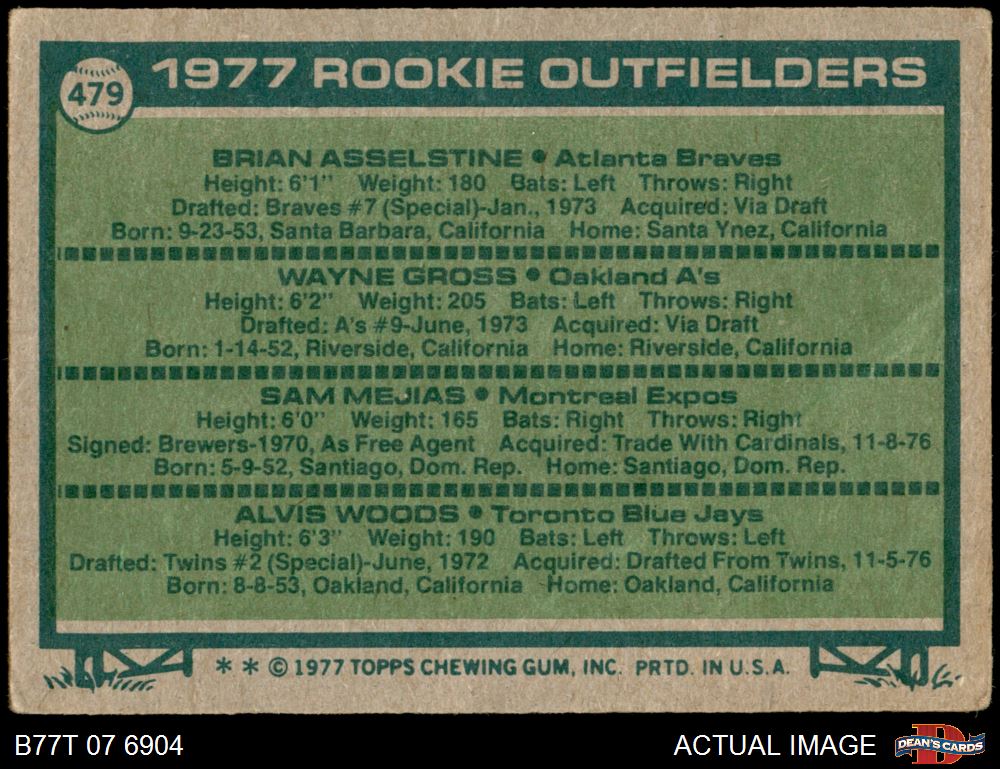 479
1977 ROOKIE OUTFIELDERS
BRIAN ASSELSTINE • Atlanta Braves
Height: 6'1" Weight: 180 Bats: Left Throws: Right
Drafted: Braves #7 (Special)-Jan., 1973 Acquired: Via Draft
Born: 9-23-53, Santa Barbara, California Home: Santa Ynez, California
WAYNE GROSS • Oakland A's
Height: 6'2" Weight: 205 Bats: Left Throws: Right
Drafted: A's #9-June, 1973 Acquired: Via Draft
Born: 1-14-52, Riverside, California Home: Riverside, California
SAM MEJIAS • Montreal Expos
Height: 6'0" Weight: 165 Bats: Right Throws: Right
Signed: Brewers-1970, As Free Agent Acquired: Trade With Cardinals, 11-8-76
Born: 5-9-52, Santiago, Dom. Rep. Home: Santiago, Dom. Rep.
ALVIS WOODS • Toronto Blue Jays
Height: 6'3" Weight: 190 Bats: Left Throws: Left
Drafted: Twins #2 (Special)-June, 1972 Acquired: Drafted From Twins, 11-5-76
Born: 8-8-53, Oakland, California Home: Oakland, California
* * © 1977 TOPPS CHEWING GUM, INC. PRTD. IN U.S.A.
B77T 07 6904
ACTUAL IMAGE
D
DEAN'S CARDS